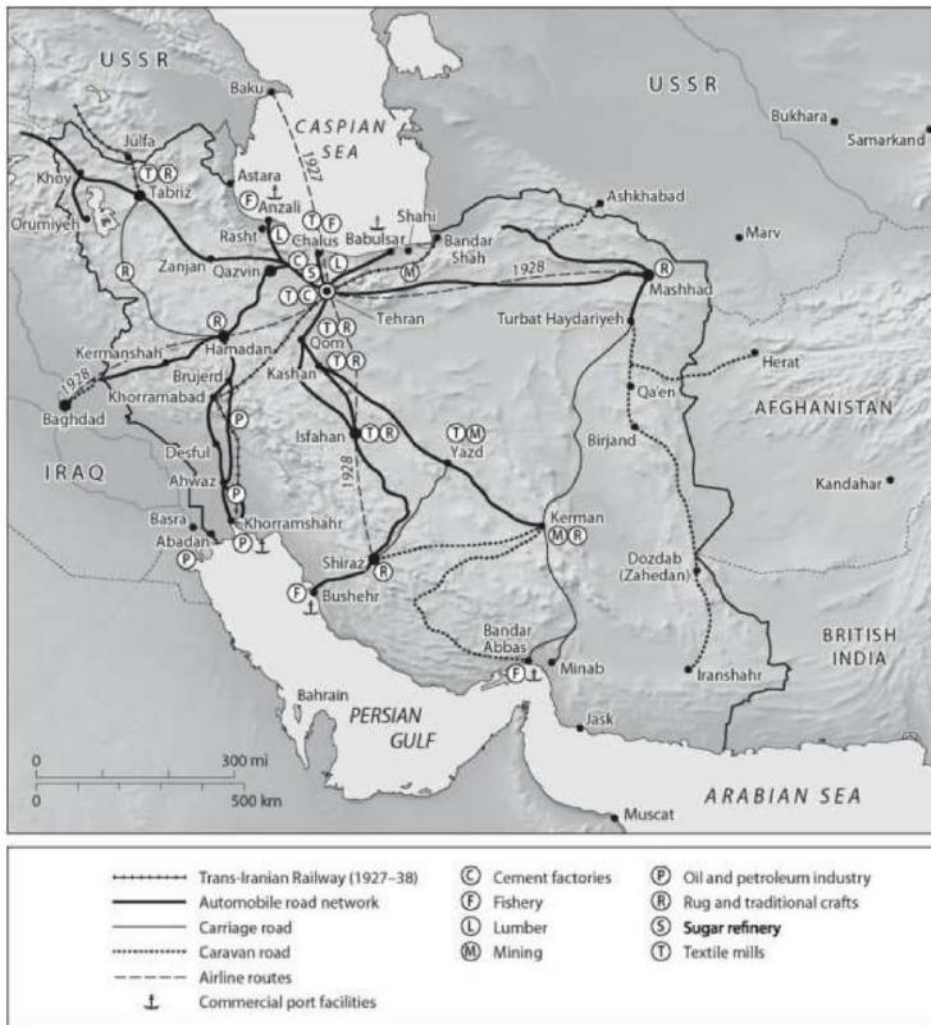 USSR
USSR
Baku
Bukhara
Samarkand
CASPIAN
SEA
1927
Julfa
T R
Khoy
Tabriz
Astara
F
Anzali
Ashkhabad
Orumiyeh
Rasht
L
T F
Chalus
Babulsar
Shahi
Bandar
Shah
Marv
Zanjan
Qazvin
C
L
S
M
1928
R
Mashhad
R
T C
Tehran
Turbat Haydariyeh
R
Kermanshah
Hamadan
T R
Qom
Herat
1928
Brujerd
Kashan
T R
Qa'en
Khorramabad
Baghdad
P
AFGHANISTAN
Isfahan
T R
T M
Yazd
Birjand
Desful
IRAQ
Ahwaz
1928
Kandahar
P
Basra
Khorramshahr
Kerman
Abadan
P
M R
P
Shiraz
R
Dozdab
(Zahedan)
F
Bushehr
Bandar
Abbas
BRITISH
INDIA
F
Minab
Iranshahr
Bahrain
PERSIAN
GULF
Jask
0 300 mi
0 500 km
ARABIAN SEA
Muscat
Trans-Iranian Railway (1927–38)
Automobile road network
Carriage road
Caravan road
Airline routes
Commercial port facilities
C Cement factories
F Fishery
L Lumber
M Mining
P Oil and petroleum industry
R Rug and traditional crafts
S Sugar refinery
T Textile mills